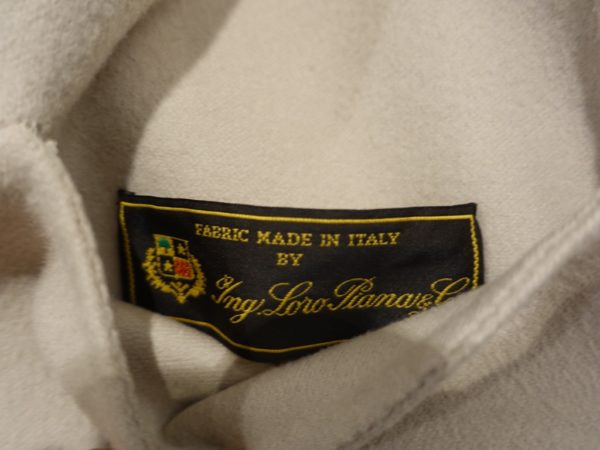 FABRIC MADE IN ITALY
BY
Ing. Loro Piana & C.